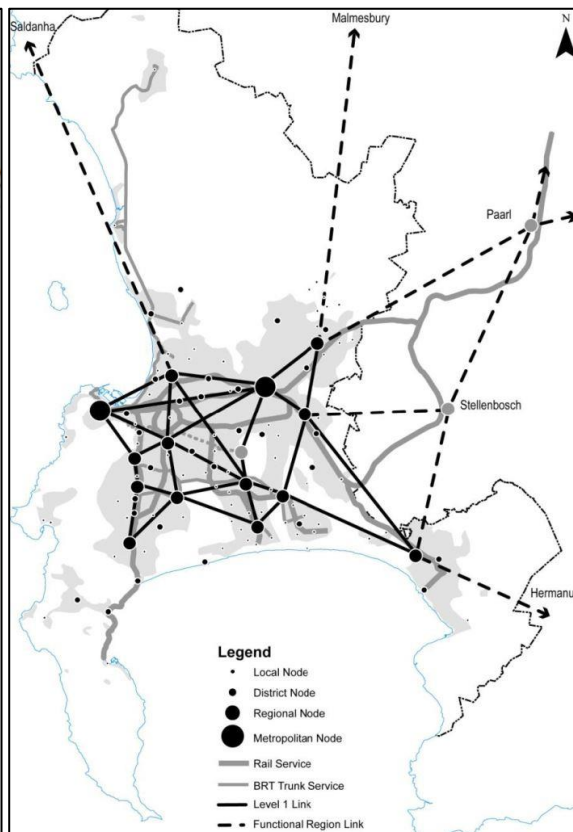 Saldanha
Malmesbury
N
Paarl
Stellenbosch
Hermanu
Legend
Local Node
District Node
Regional Node
Metropolitan Node
Rail Service
BRT Trunk Service
Level 1 Link
Functional Region Link